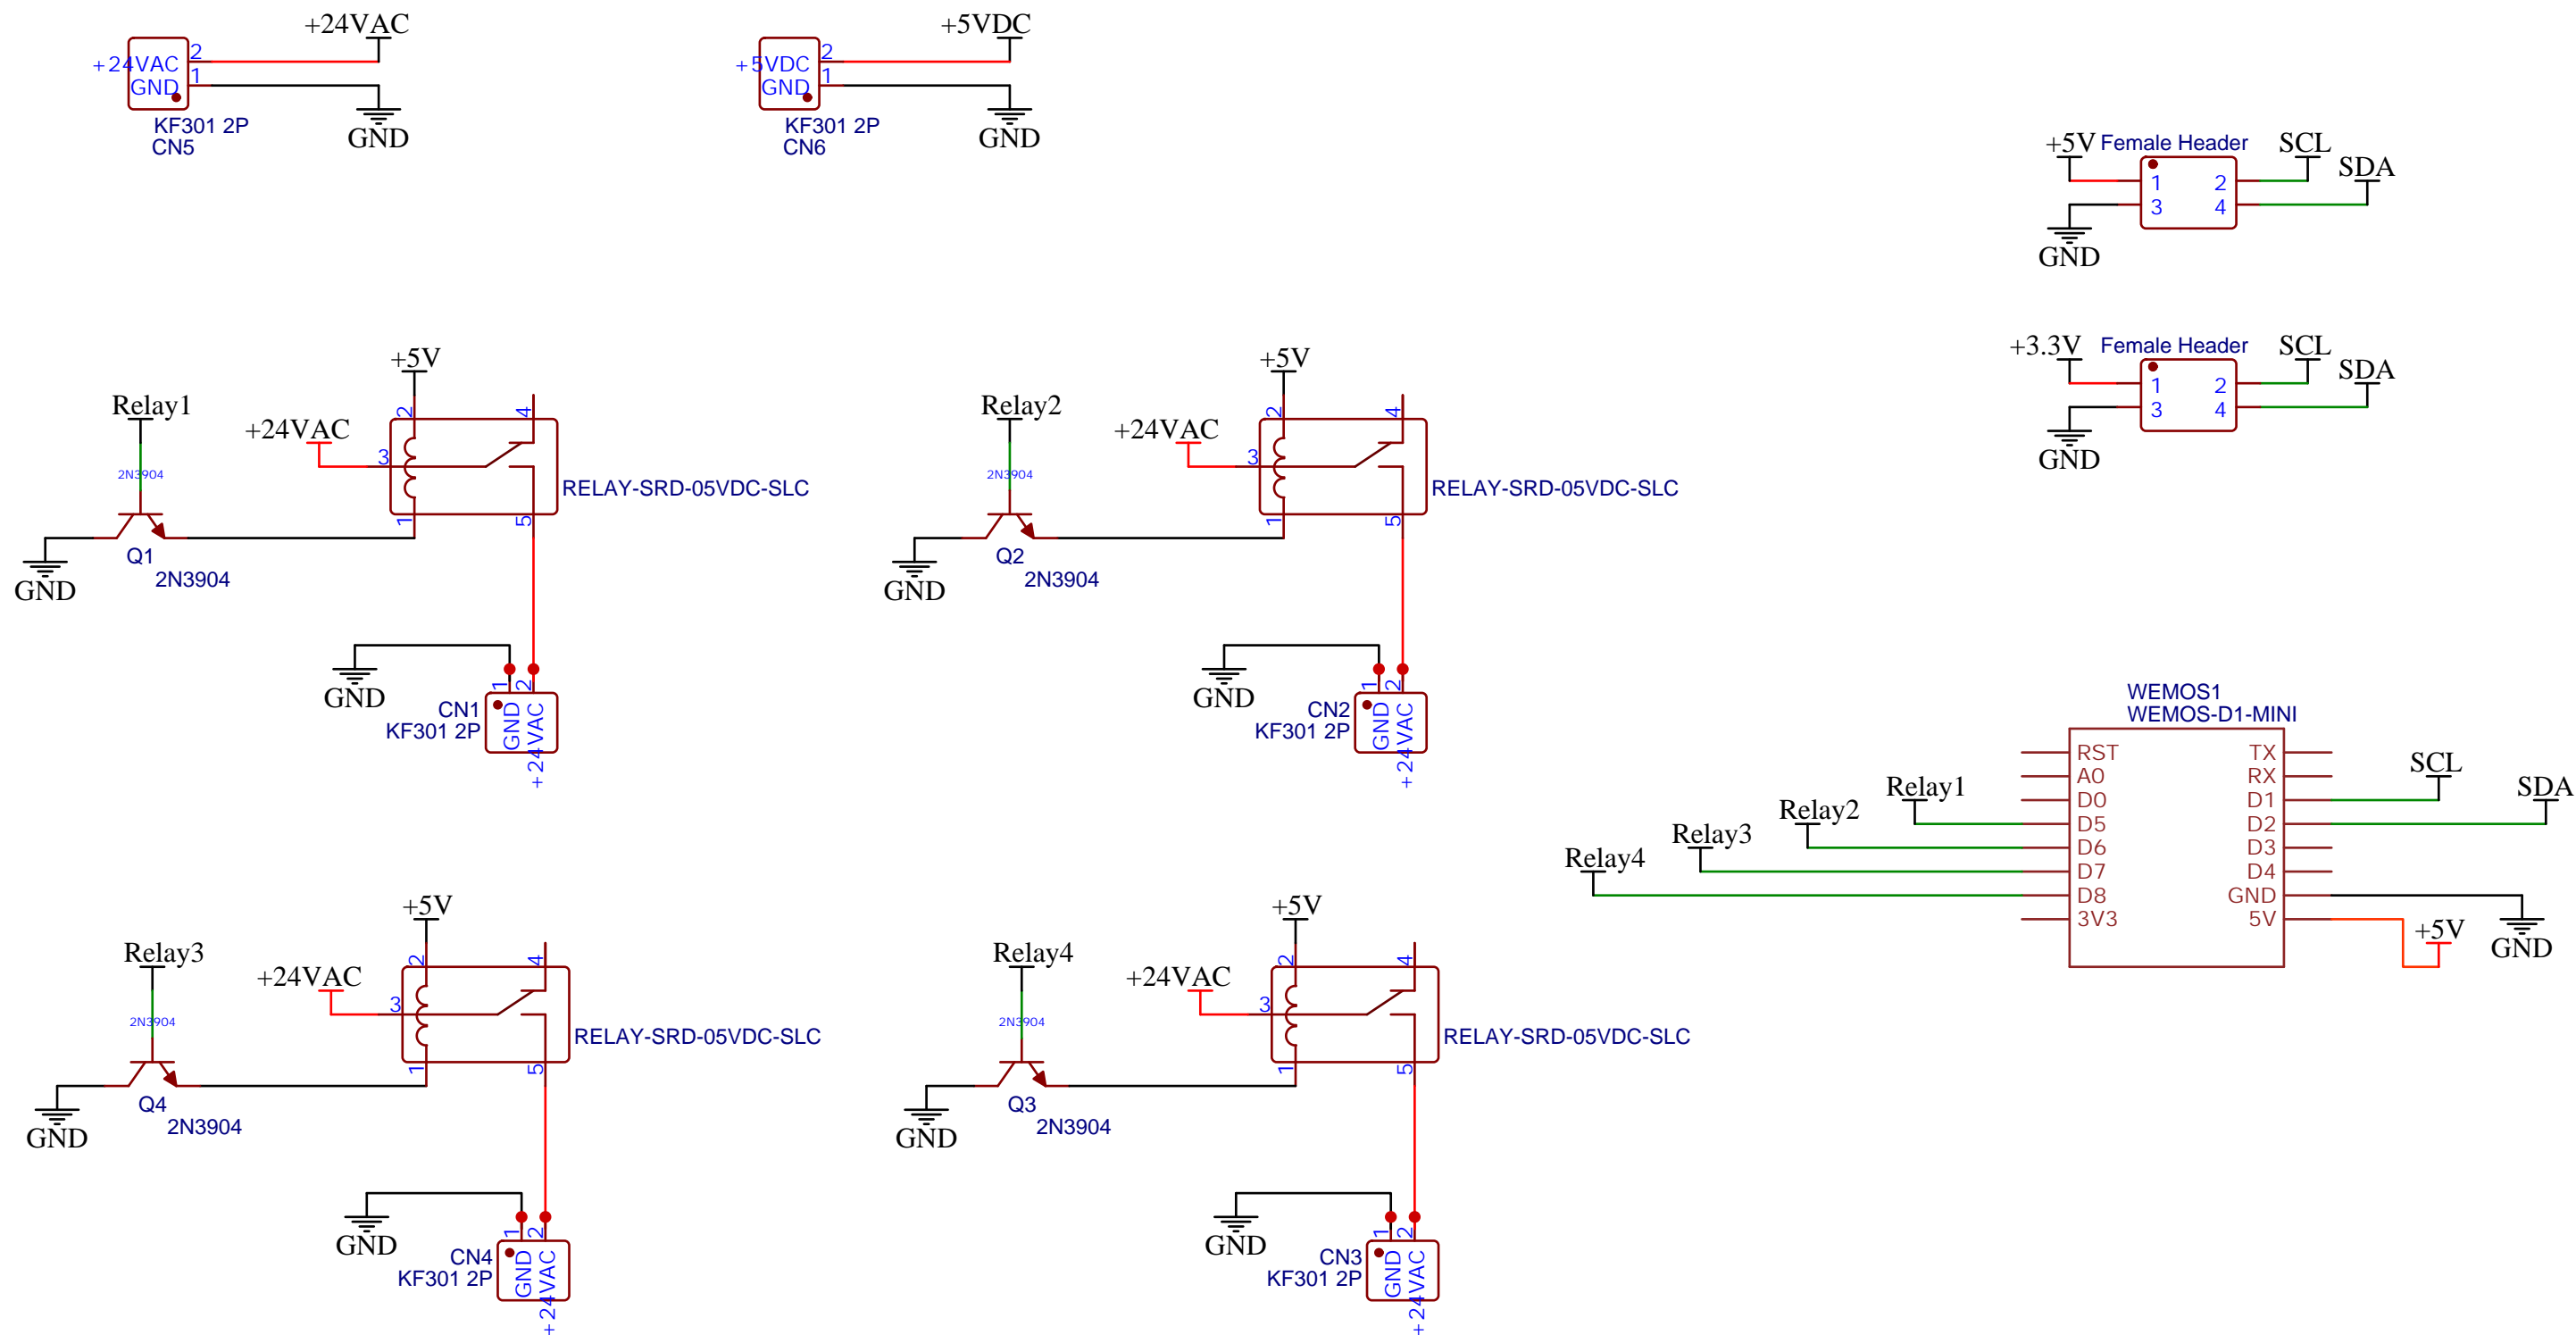 +24VAC
+24VAC
GND
2
1
GND
KF301 2P
CN5
+5VDC
+5VDC
GND
2
1
GND
KF301 2P
CN6
+5V
Female Header
SCL
SDA
1
2
3
4
GND
+3.3V
Female Header
SCL
SDA
1
2
3
4
GND
Relay1
2N3904
Q1
2N3904
GND
+24VAC
+5V
2
4
3
1
5
RELAY-SRD-05VDC-SLC
GND
1
2
CN1
KF301 2P
GND
+24VAC
Relay2
2N3904
Q2
2N3904
GND
+24VAC
+5V
2
4
3
1
5
RELAY-SRD-05VDC-SLC
GND
1
2
CN2
KF301 2P
GND
+24VAC
WEMOS1
WEMOS-D1-MINI
RST
A0
D0
D5
D6
D7
D8
3V3
TX
RX
D1
D2
D3
D4
GND
5V
Relay1
Relay2
Relay3
Relay4
SCL
SDA
+5V
GND
Relay3
2N3904
Q4
2N3904
GND
+24VAC
+5V
2
4
3
1
5
RELAY-SRD-05VDC-SLC
GND
1
2
CN4
KF301 2P
GND
+24VAC
Relay4
2N3904
Q3
2N3904
GND
+24VAC
+5V
2
4
3
1
5
RELAY-SRD-05VDC-SLC
GND
1
2
CN3
KF301 2P
GND
+24VAC